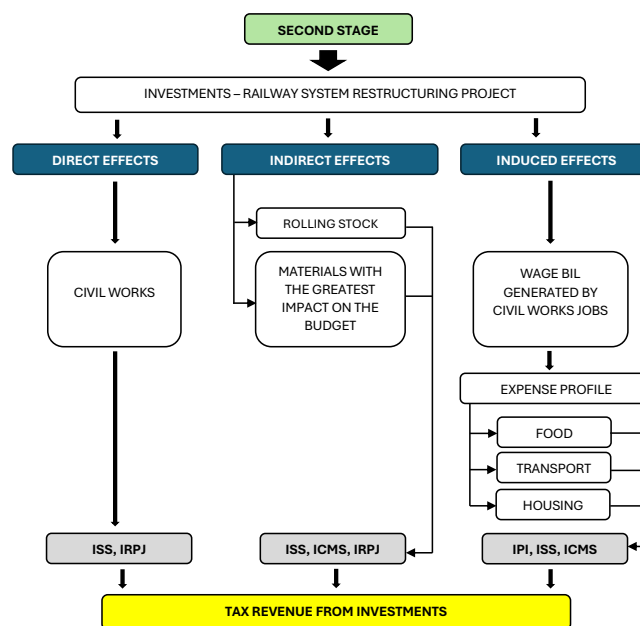 SECOND STAGE
INVESTMENTS – RAILWAY SYSTEM RESTRUCTURING PROJECT
DIRECT EFFECTS
INDIRECT EFFECTS
INDUCED EFFECTS
ROLLING STOCK
CIVIL WORKS
MATERIALS WITH
THE GREATEST
IMPACT ON THE
BUDGET
WAGE BIL
GENERATED BY
CIVIL WORKS JOBS
EXPENSE PROFILE
FOOD
TRANSPORT
HOUSING
ISS, IRPJ
ISS, ICMS, IRPJ
IPI, ISS, ICMS
TAX REVENUE FROM INVESTMENTS